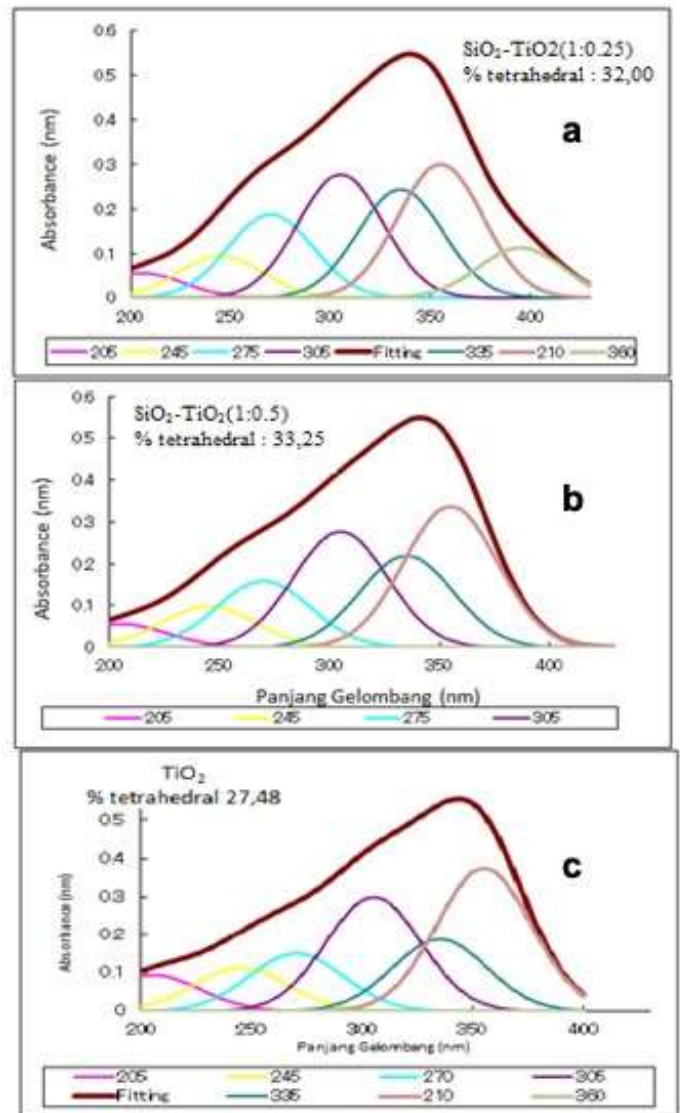 SiO₂-TiO2(1:0.25)
% tetrahedral : 32,00
a
Absorbance (nm)
0.6
0.5
0.4
0.3
0.2
0.1
0
200 250 300 350 400
205 245 275 305 Fitting 335 210 360
SiO₂-TiO₂(1:0.5)
% tetrahedral : 33,25
b
Absorbance (nm)
0.6
0.5
0.4
0.3
0.2
0.1
0
200 250 300 350 400
Panjang Gelombang (nm)
205 245 275 305
TiO₂
% tetrahedral 27,48
c
Absorbance (nm)
0.5
0.4
0.3
0.2
0.1
0
200 250 300 350 400
Panjang Gelombang (nm)
205 245 270 305
Fitting 335 210 360